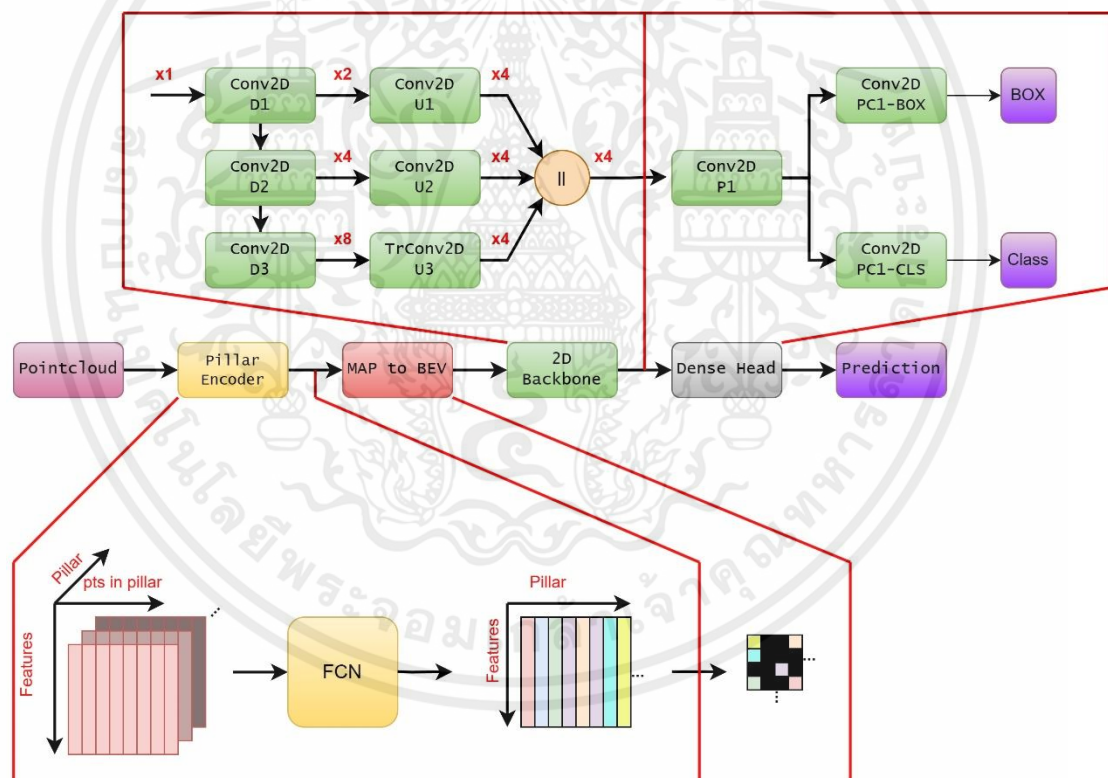 x1
Conv2D
D1
x2
Conv2D
U1
x4
Conv2D
D2
x4
Conv2D
U2
x4
Conv2D
D3
x8
TrConv2D
U3
x4
||
x4
Conv2D
P1
Conv2D
PC1-BOX
BOX
Conv2D
PC1-CLS
Class
Pointcloud
Pillar
Encoder
MAP to BEV
2D
Backbone
Dense Head
Prediction
Pillar
pts in pillar
Features
...
FCN
Pillar
Features
...
...
...